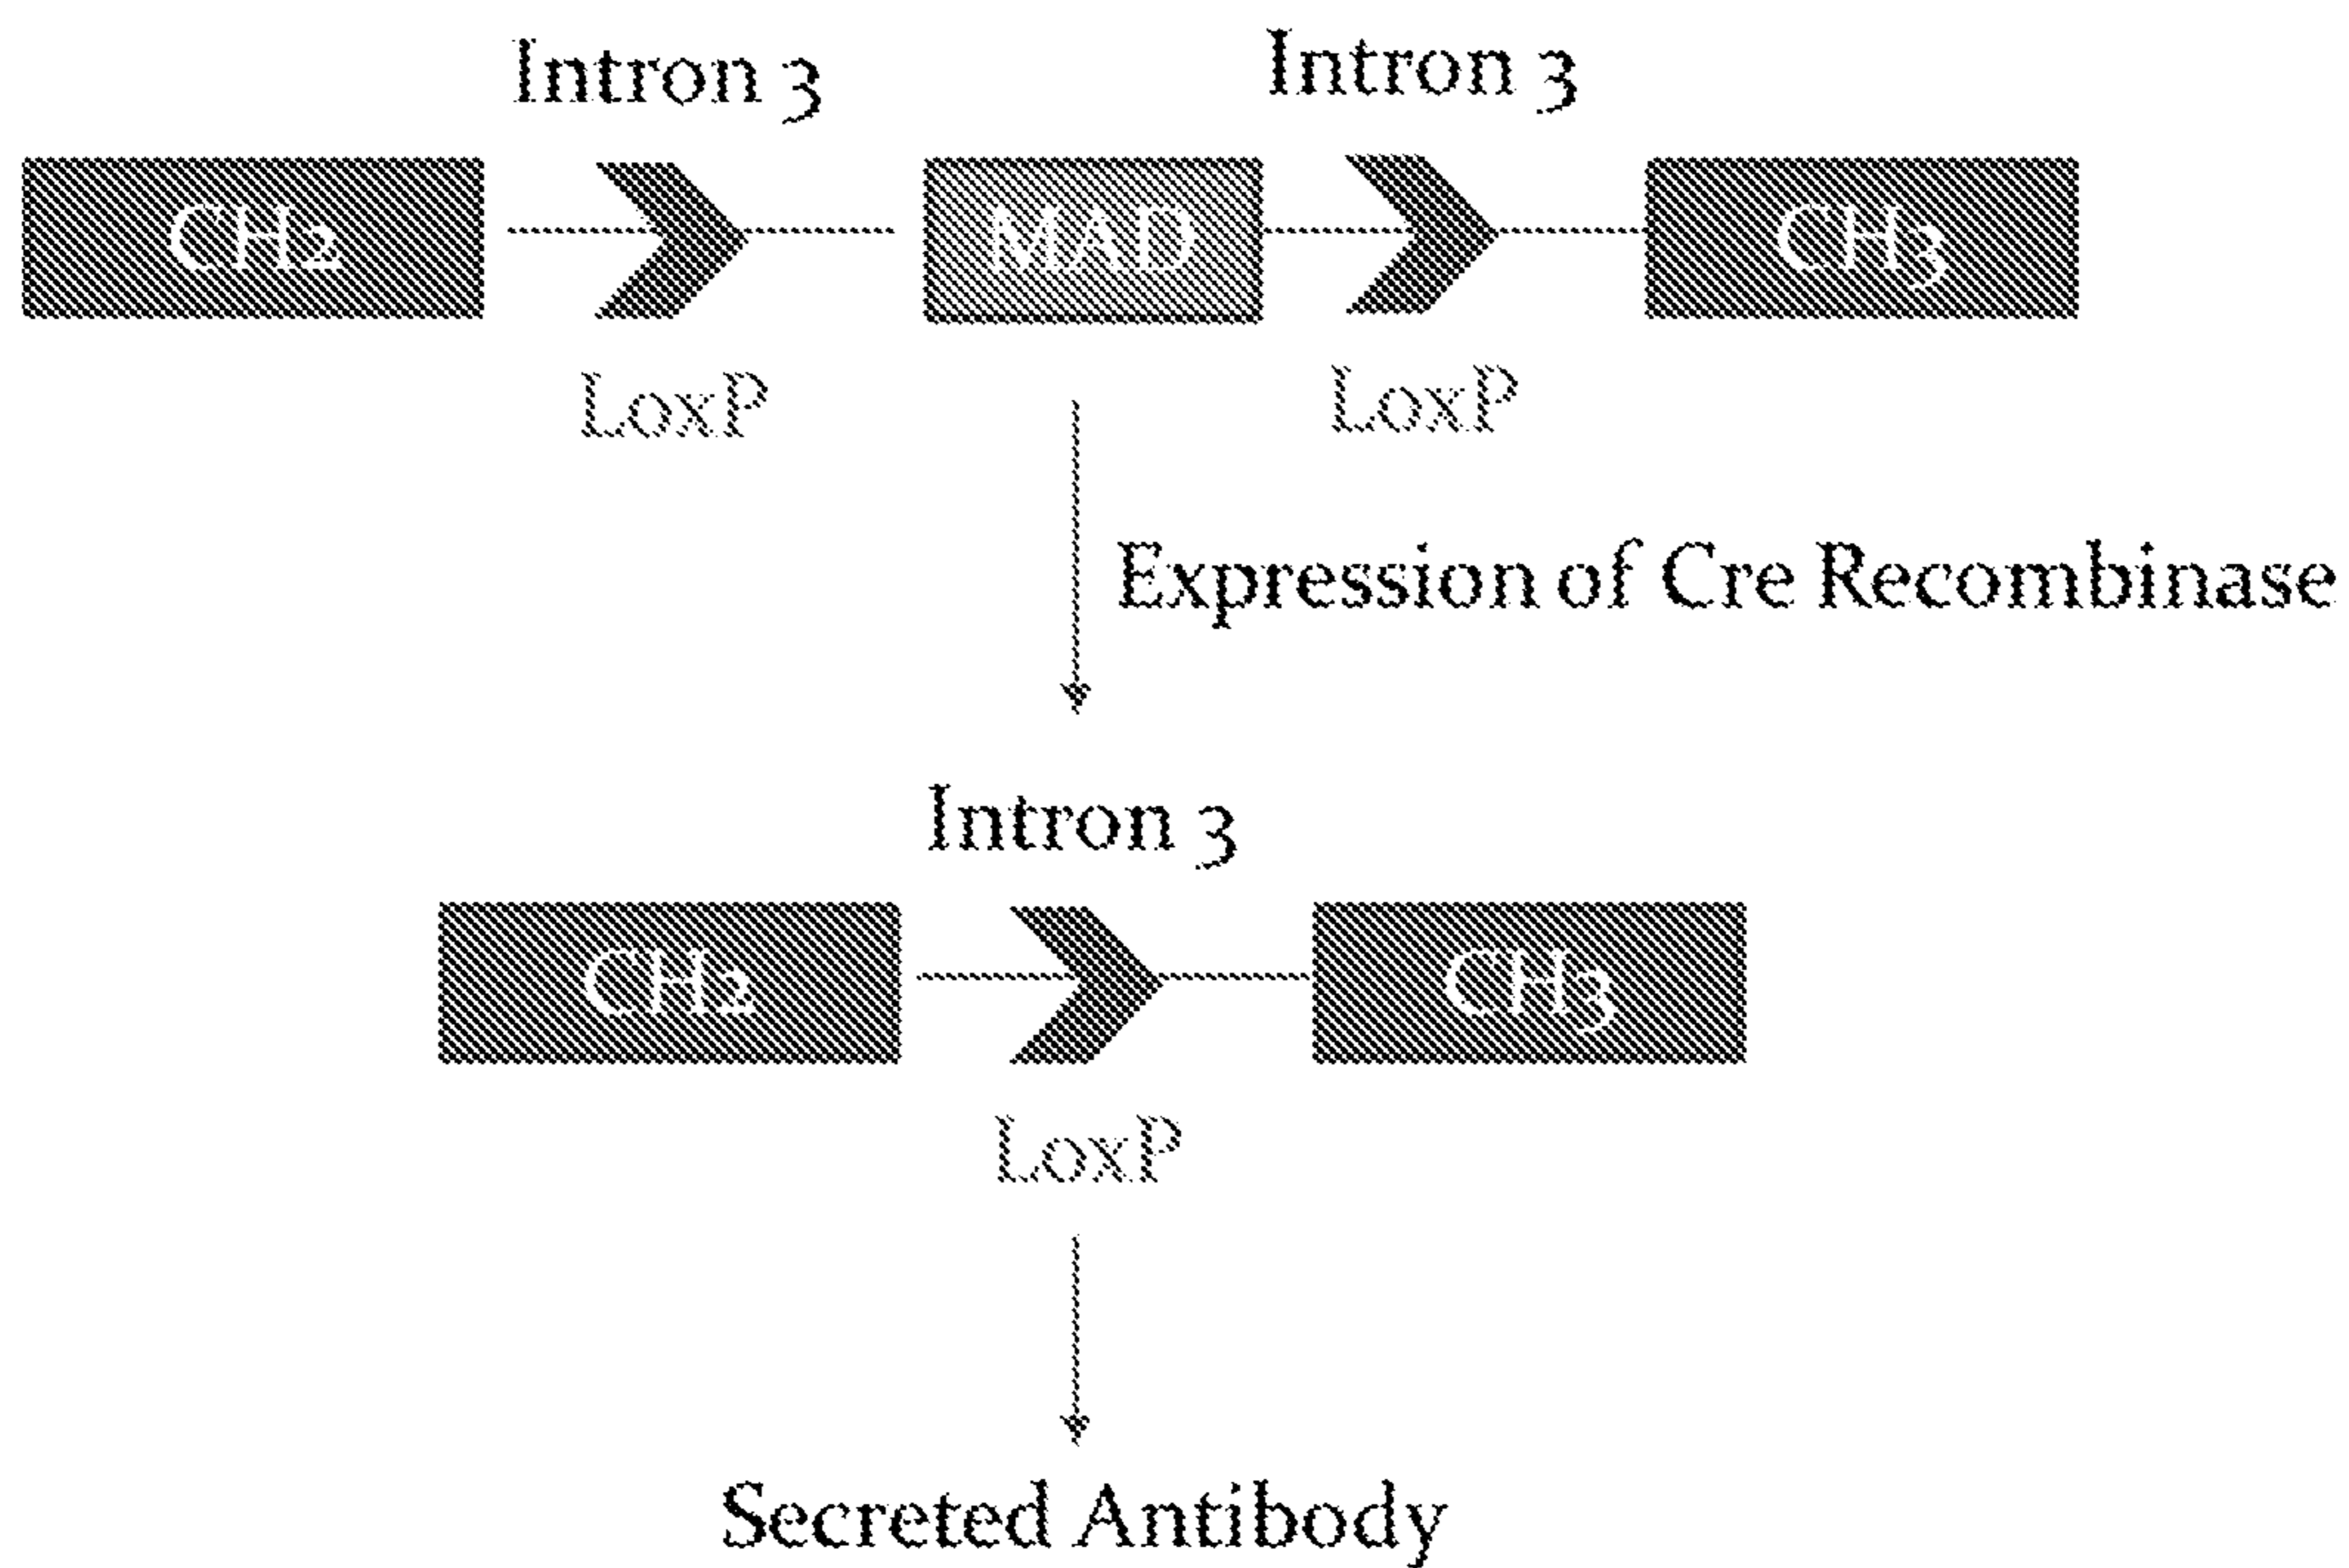 Intron 3 Intron 3
CH2 MAD CH3
LoxP LoxP
Expression of Cre Recombinase
Intron 3
CH2 CH3
LoxP
Secreted Antibody